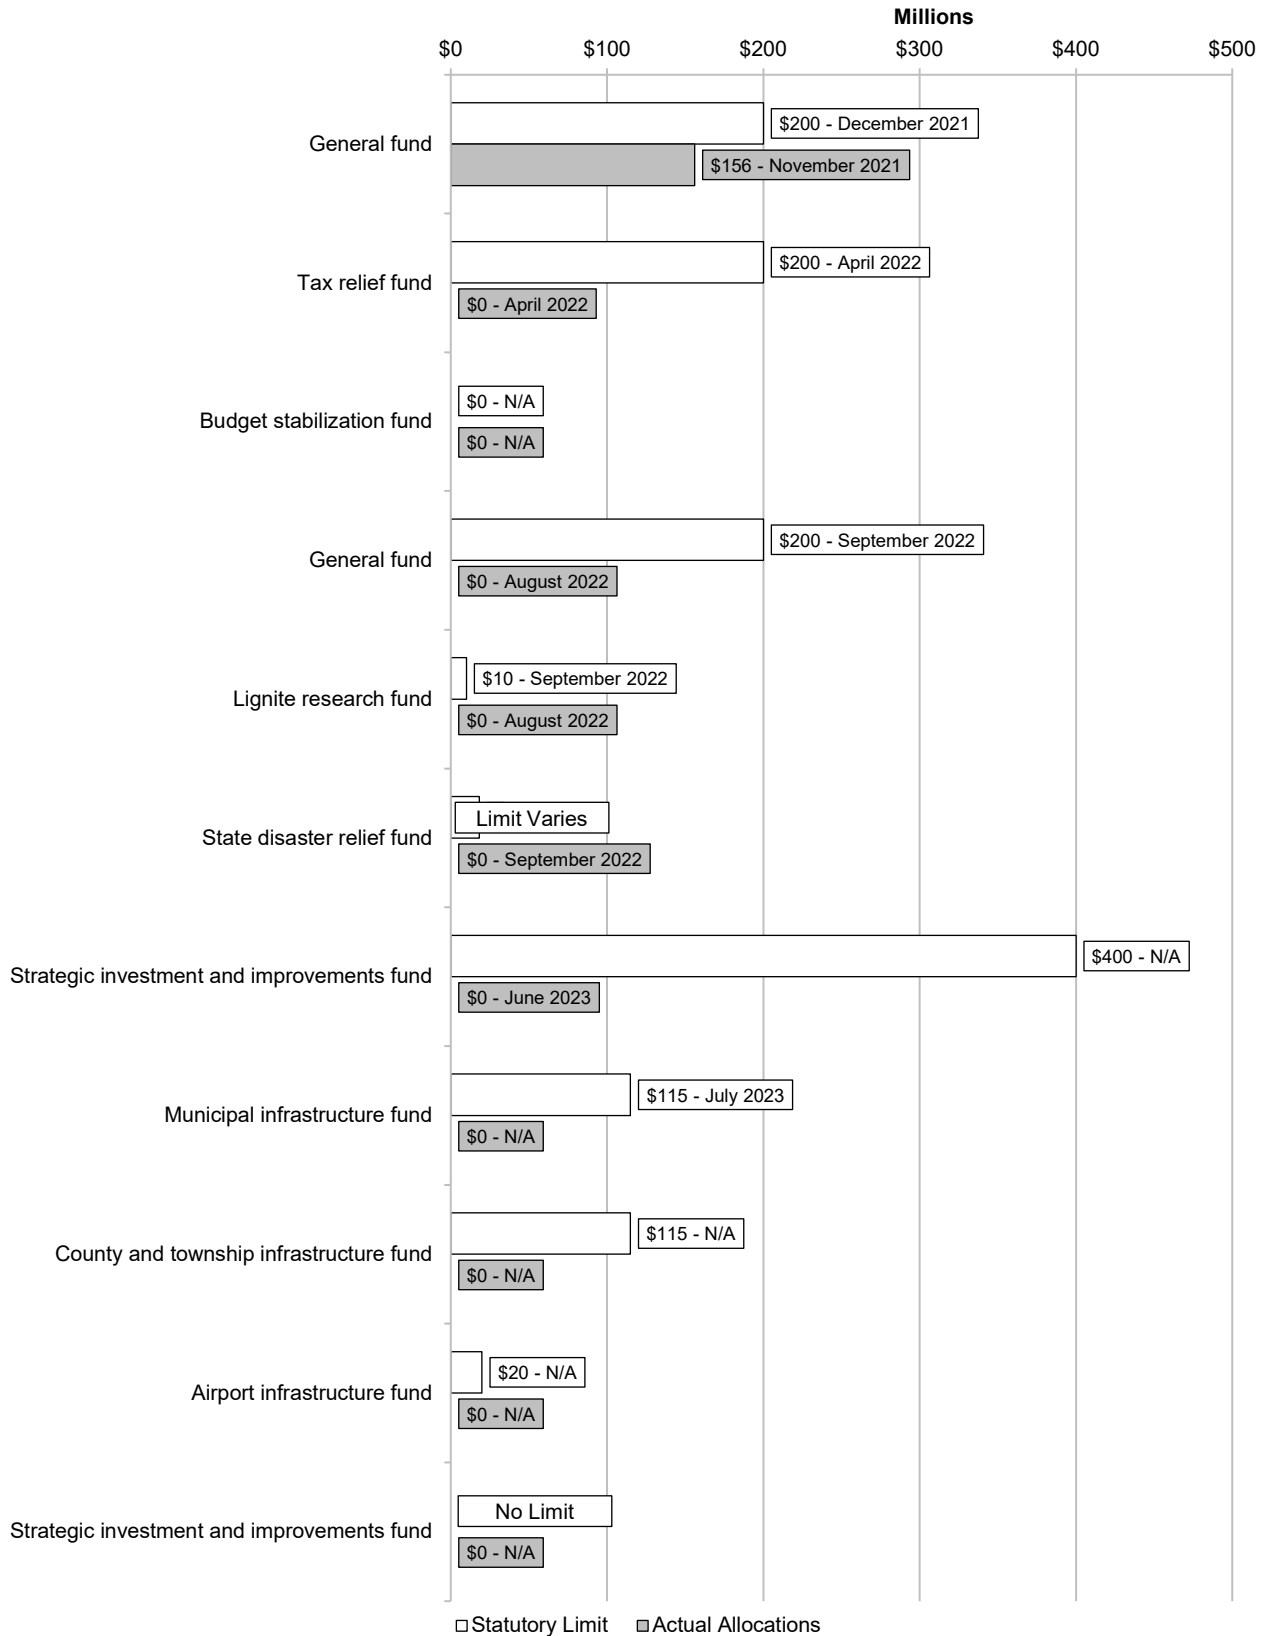 Millions
$0 $100 $200 $300 $400 $500
General fund
$200 - December 2021
$156 - November 2021
Tax relief fund
$200 - April 2022
$0 - April 2022
Budget stabilization fund
$0 - N/A
$0 - N/A
General fund
$200 - September 2022
$0 - August 2022
Lignite research fund
$10 - September 2022
$0 - August 2022
State disaster relief fund
Limit Varies
$0 - September 2022
Strategic investment and improvements fund
$400 - N/A
$0 - June 2023
Municipal infrastructure fund
$115 - July 2023
$0 - N/A
County and township infrastructure fund
$115 - N/A
$0 - N/A
Airport infrastructure fund
$20 - N/A
$0 - N/A
Strategic investment and improvements fund
No Limit
$0 - N/A
Statutory Limit Actual Allocations